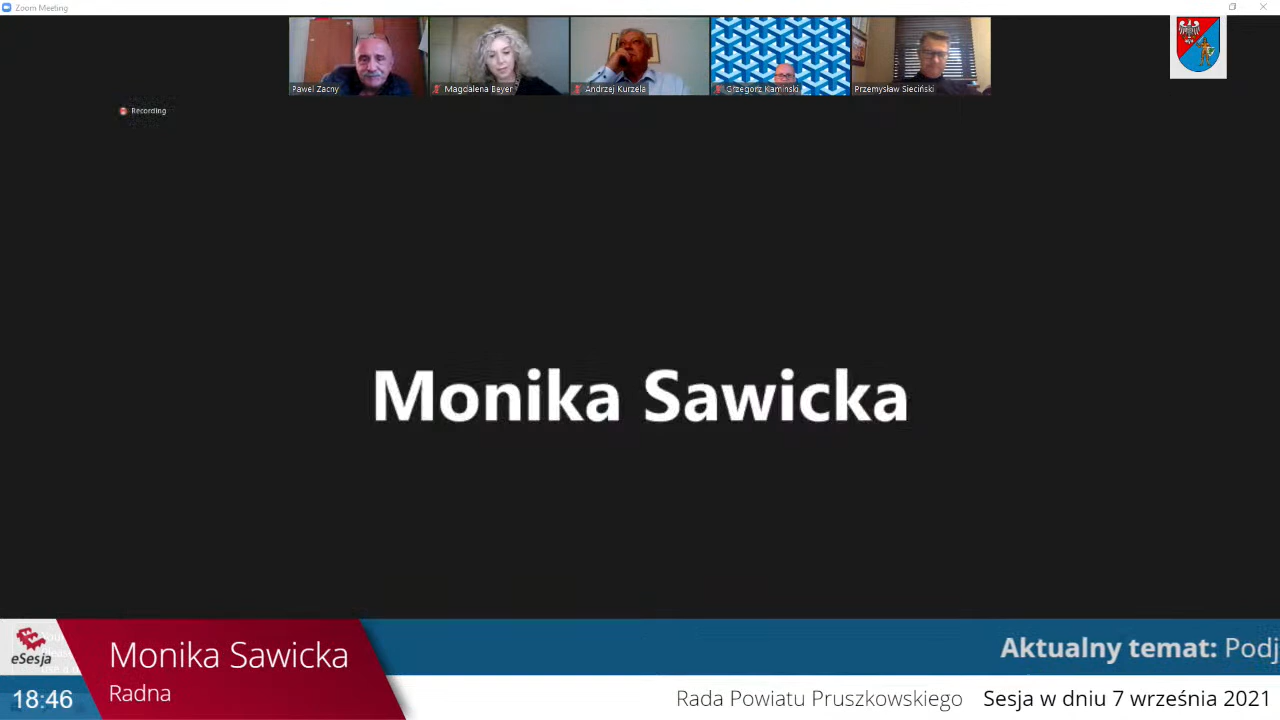 Zoom Meeting
Paweł Zacny
Magdalena Beyer
Andrzej Kurzela
Grzegorz Kamiński
Przemysław Sieciński
Recording
Monika Sawicka
eSesja
Monika Sawicka
Radna
18:46
Aktualny temat: Podj
Rada Powiatu Pruszkowskiego
Sesja w dniu 7 września 2021